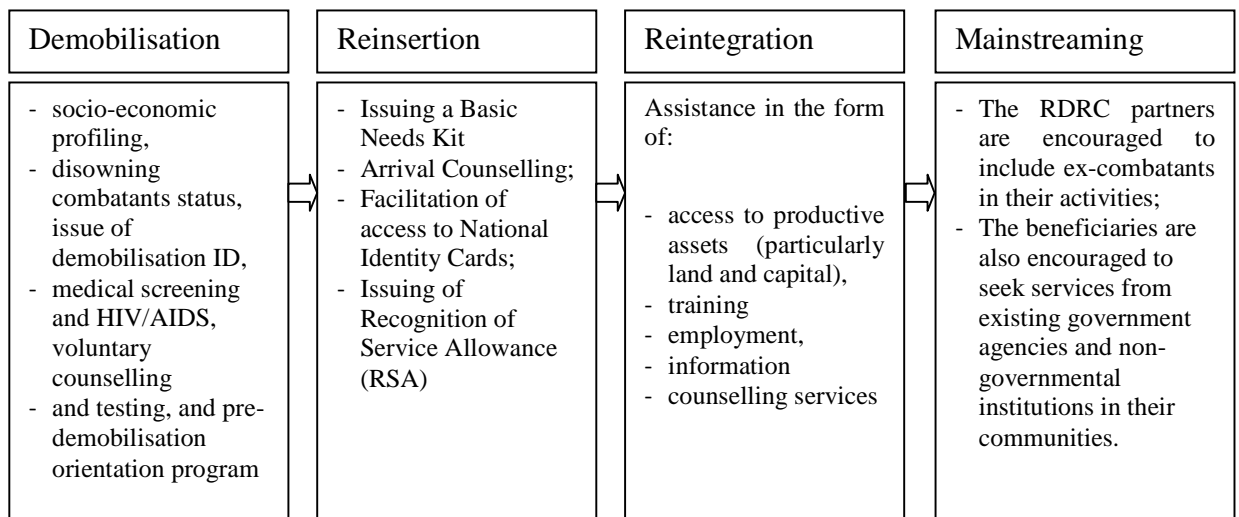 Demobilisation
- socio-economic
profiling,
- disowning
combatants status,
issue of
demobilisation ID,
- medical screening
and HIV/AIDS,
voluntary
counselling
- and testing, and pre-
demobilisation
orientation program
Reinsertion
- Issuing a Basic
Needs Kit
- Arrival Counselling;
- Facilitation of
access to National
Identity Cards;
- Issuing of
Recognition of
Service Allowance
(RSA)
Reintegration
Assistance in the form
of:
- access to productive
assets (particularly
land and capital),
- training
- employment,
- information
- counselling services
Mainstreaming
- The RDRC partners
are encouraged to
include ex-combatants
in their activities;
- The beneficiaries are
also encouraged to
seek services from
existing government
agencies and non-
governmental
institutions in their
communities.